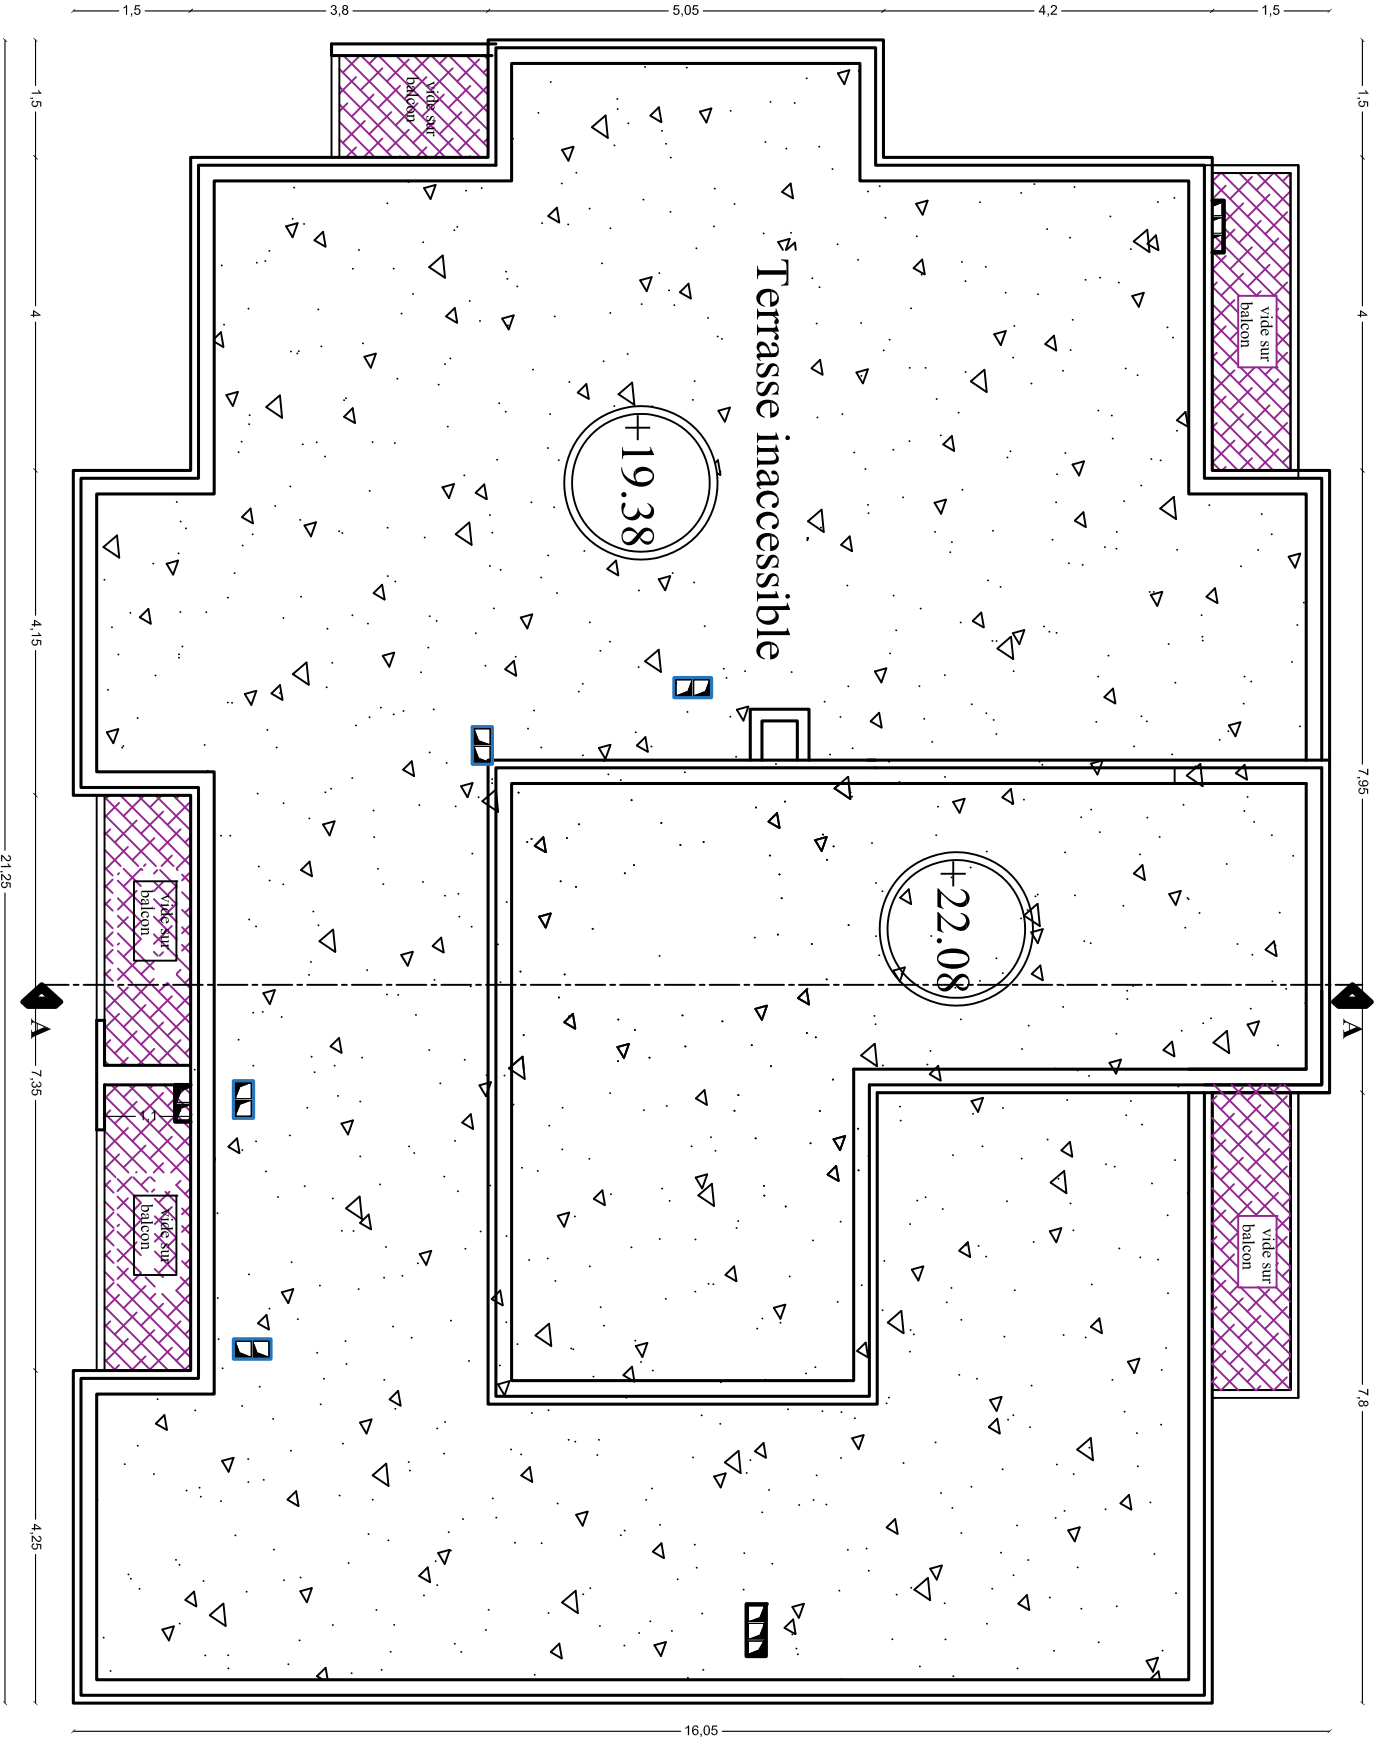 1,5
3,8
5,05
4,2
1,5
1,5
4
4,15
7,35
4,25
21,25
1,5
4
7,95
7,8
16,05
vide sur
balcon
vide sur
balcon
Terrasse inaccessible
+19.38
+22.08
vide sur
balcon
A
A
1,1
vide sur
balcon
vide sur
balcon